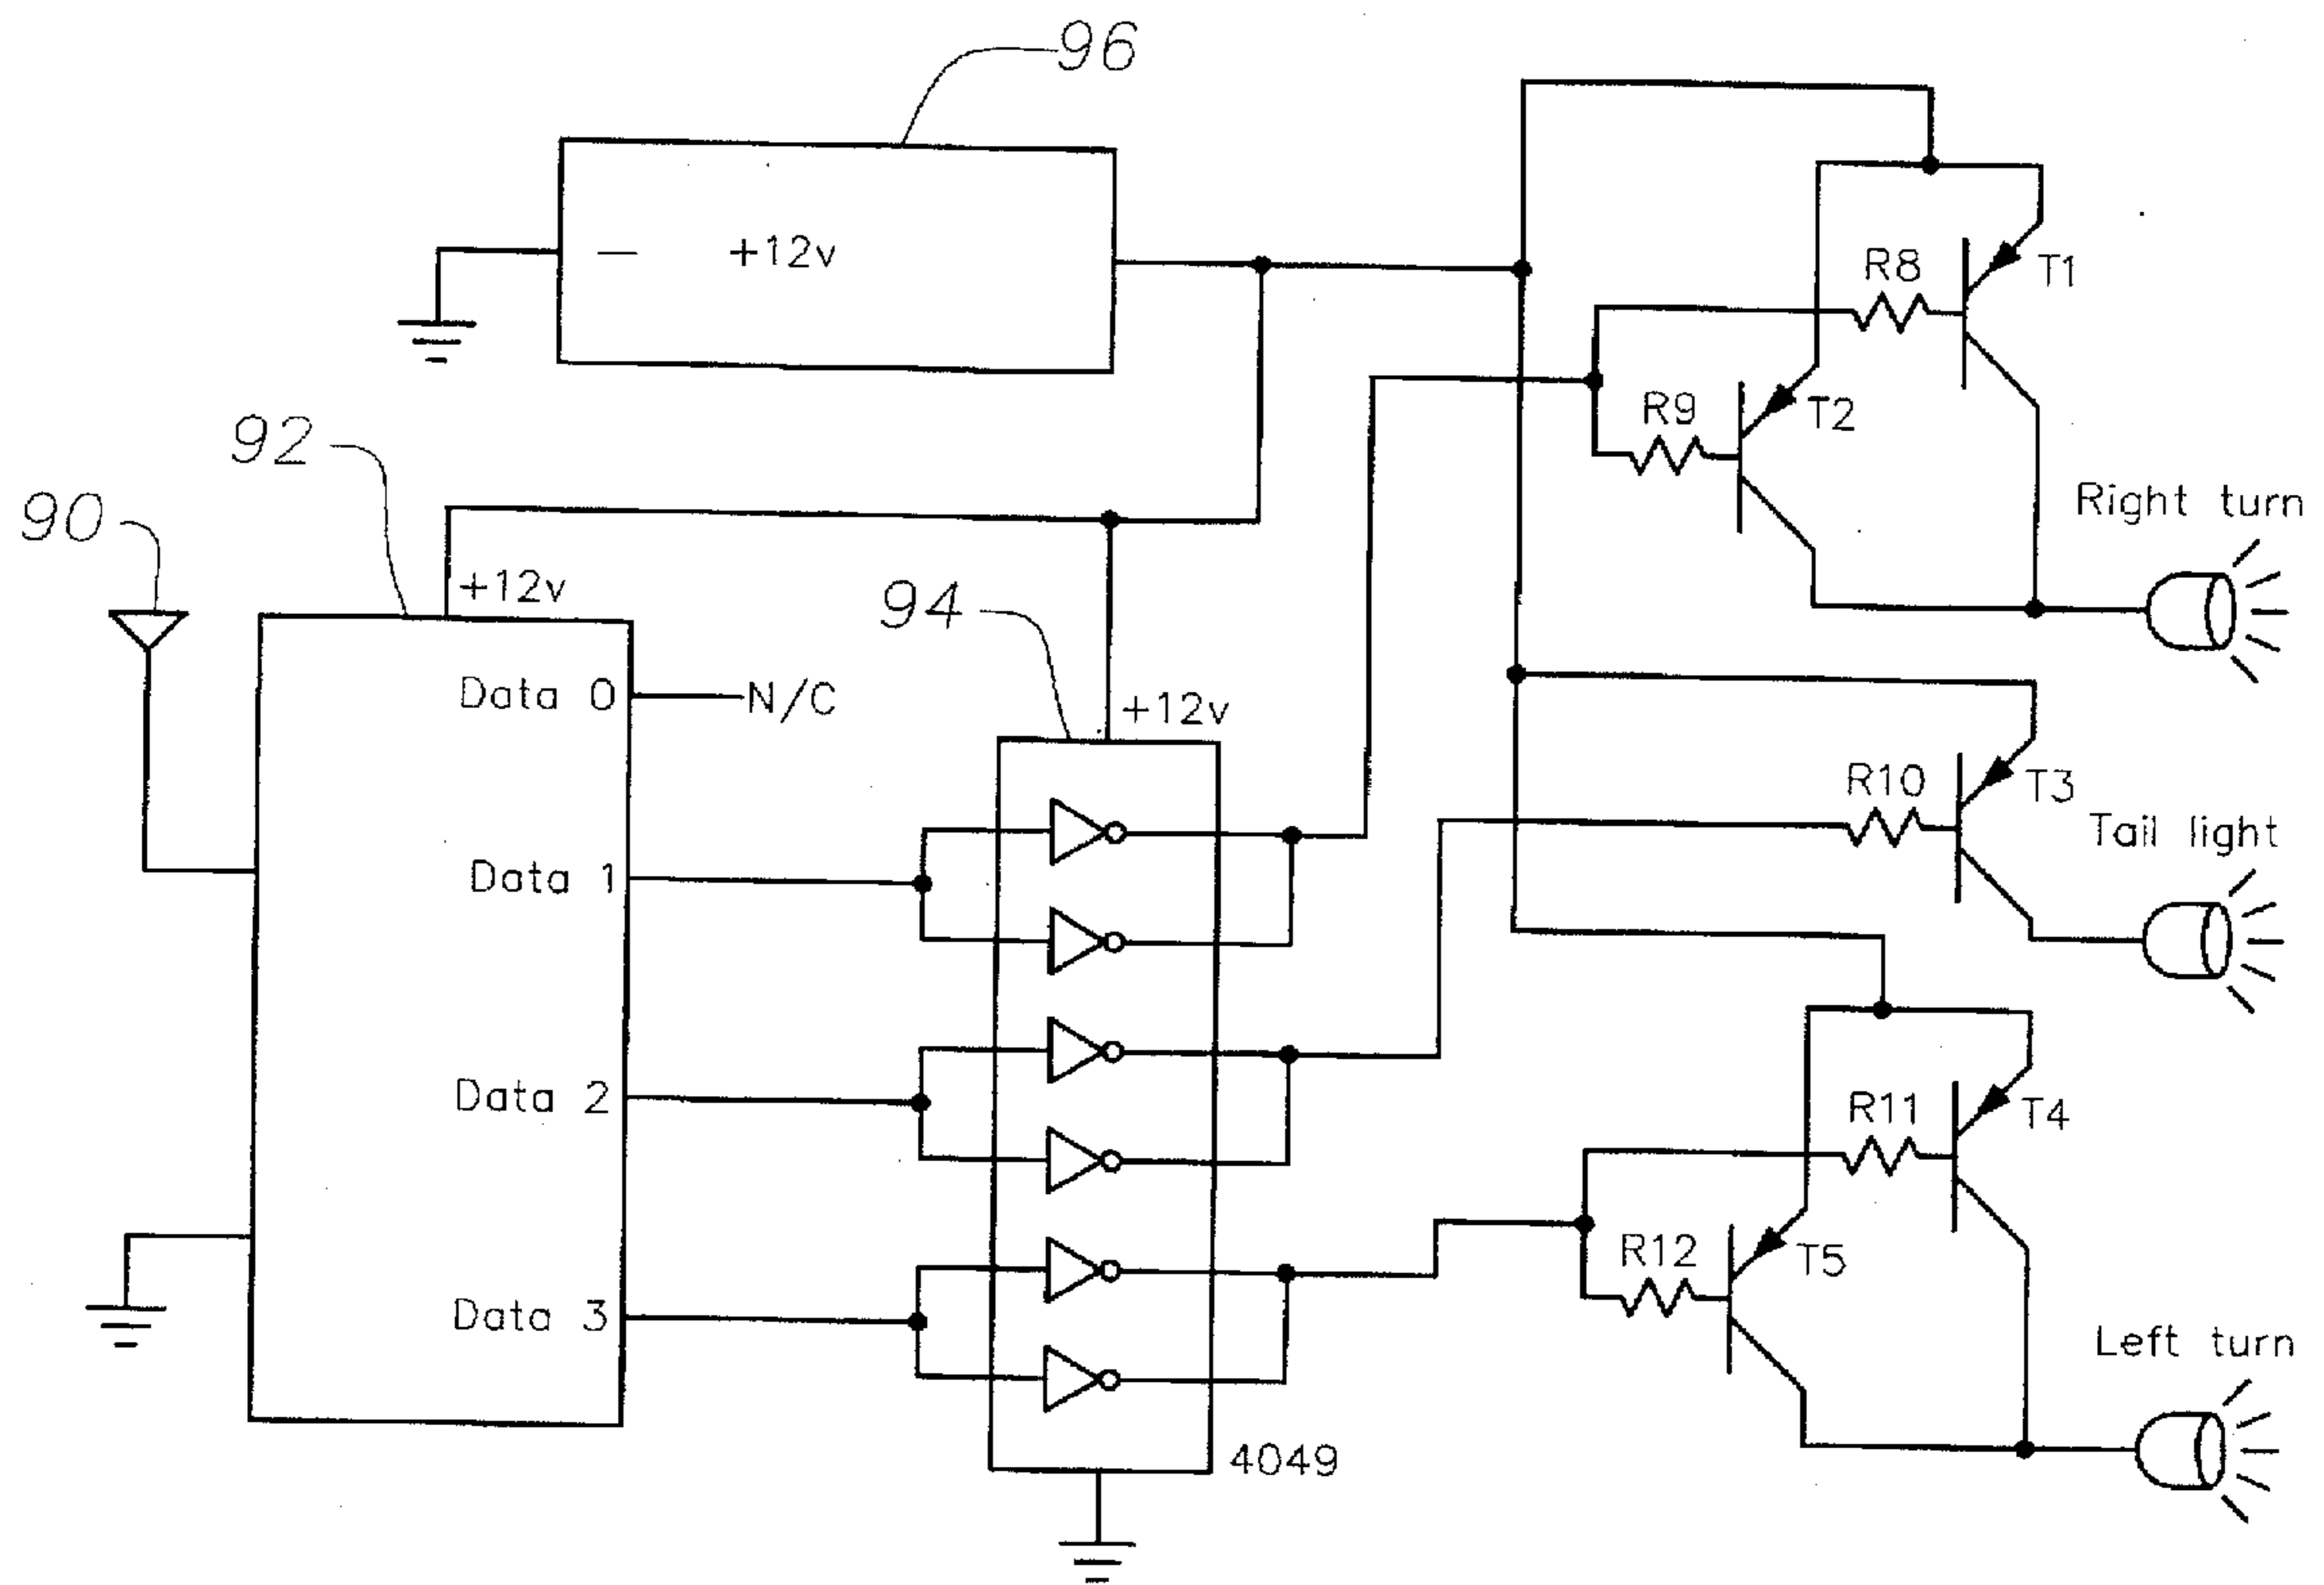 96
— +12v
R8
T1
R9
T2
92
90
Right turn
+12v
94
Data 0
N/C
+12v
R10
T3
Tail light
Data 1
Data 2
R11
T4
R12
T5
Data 3
Left turn
4049